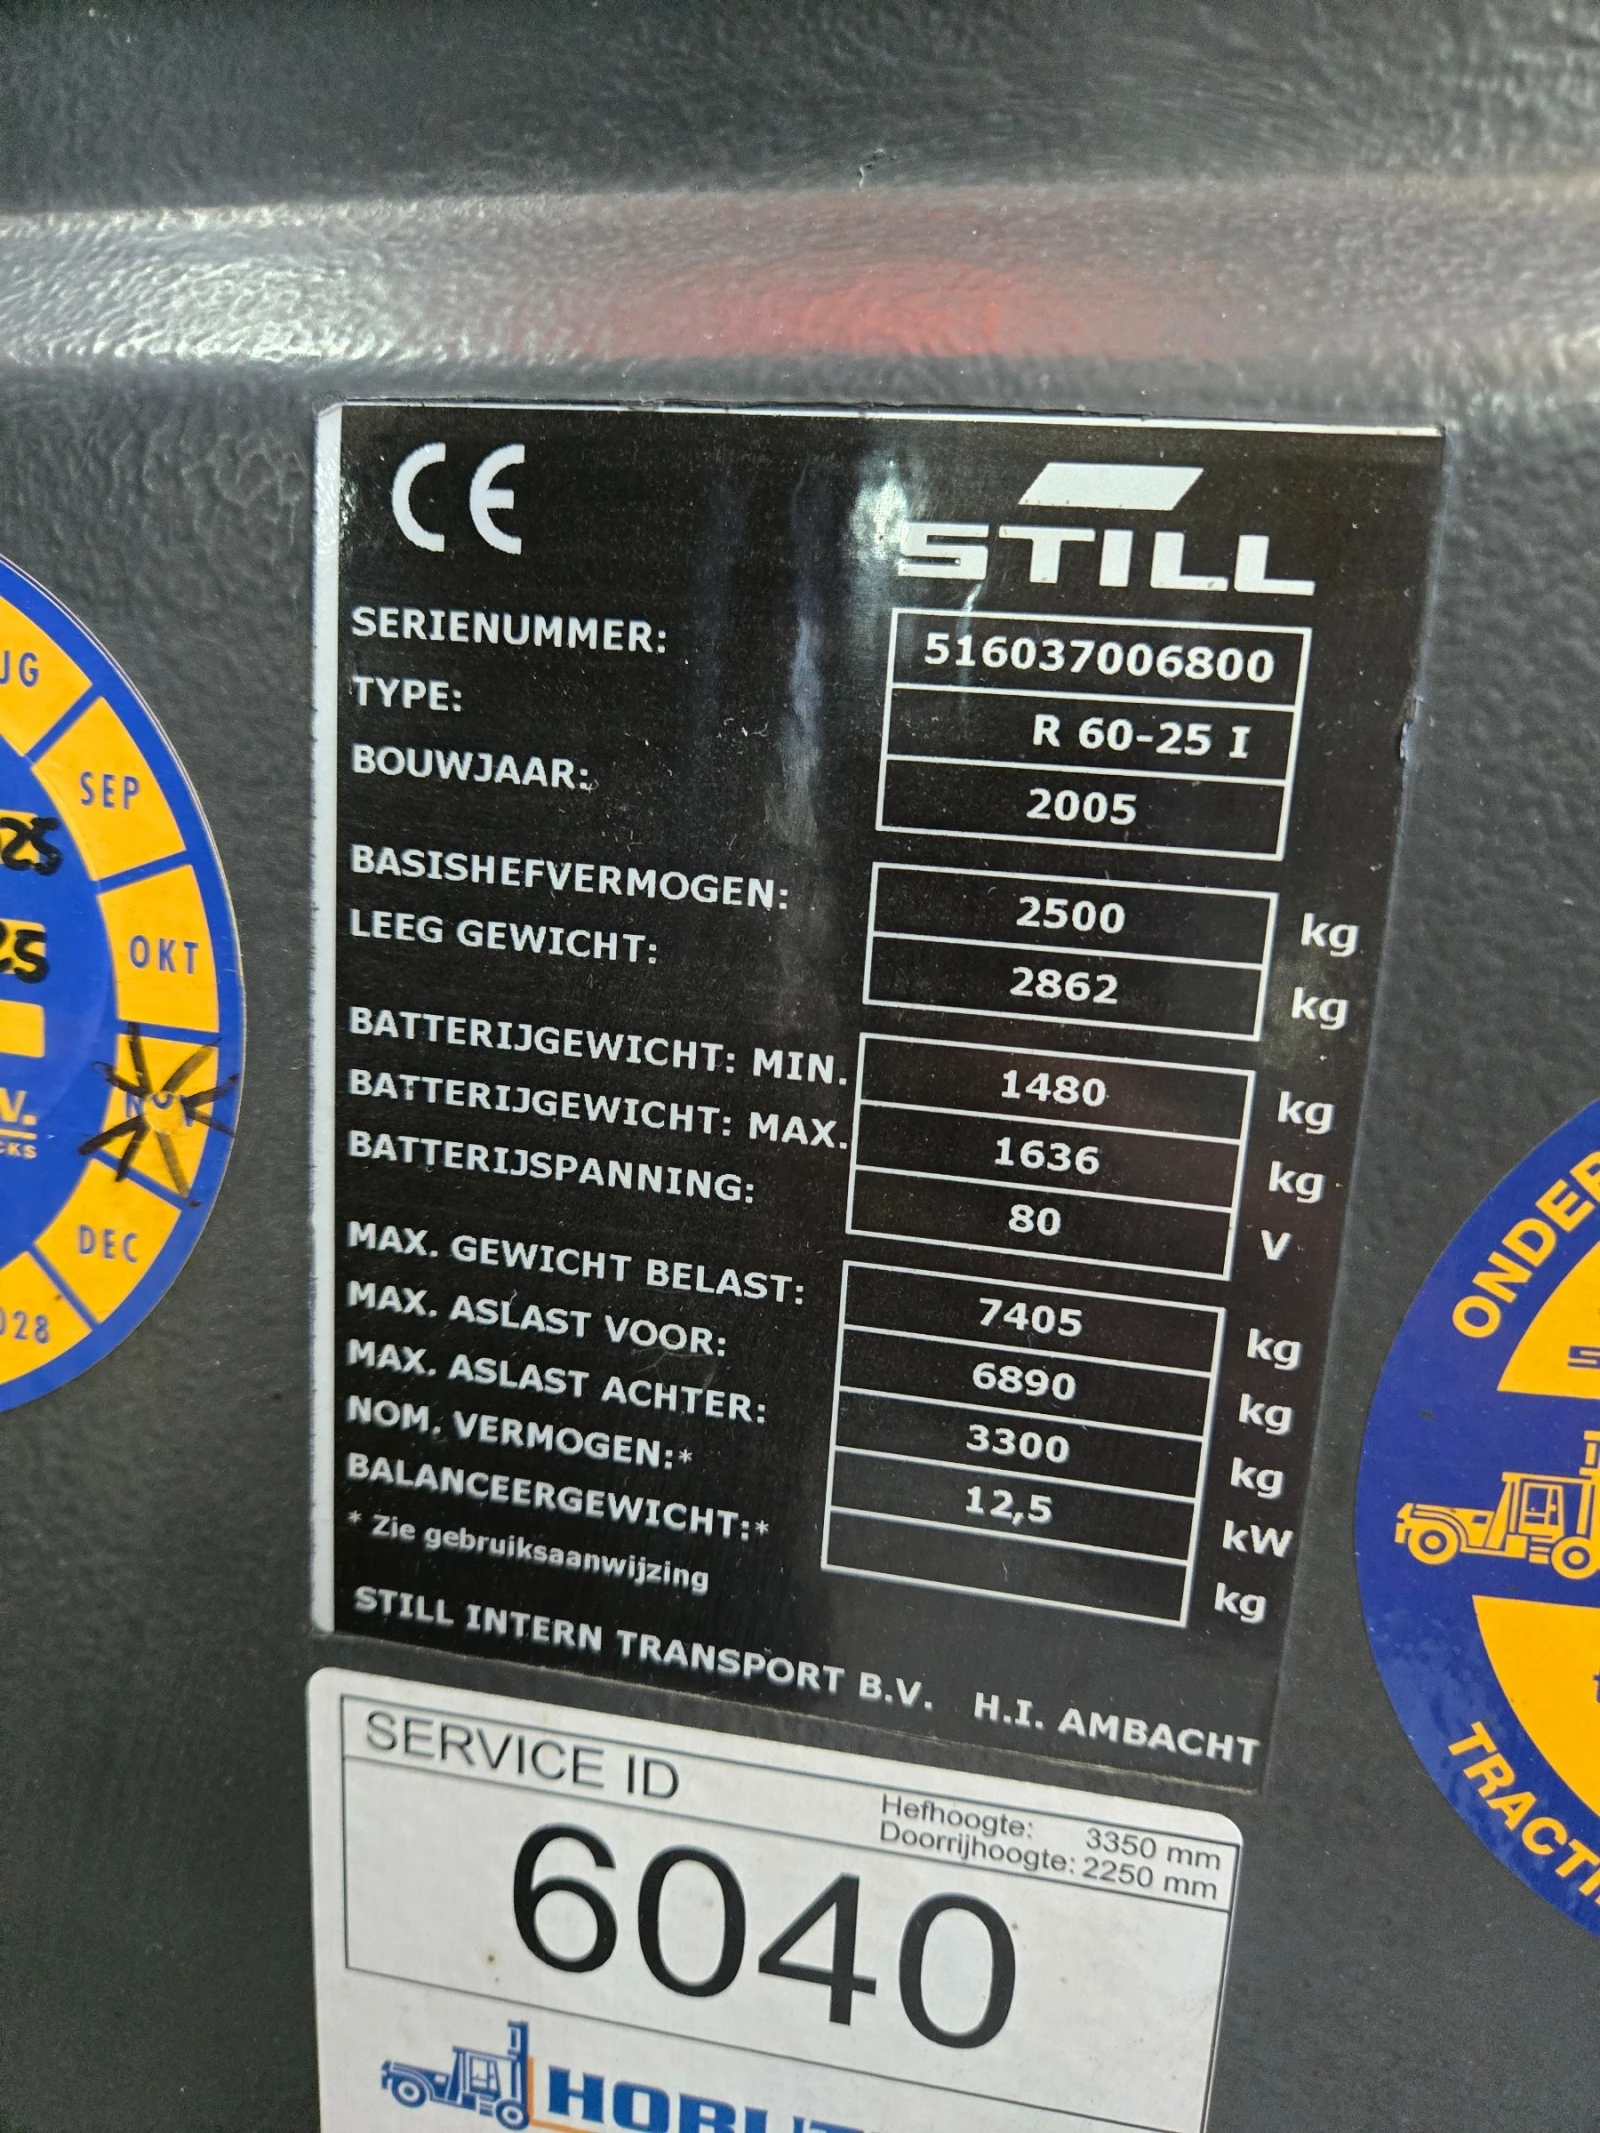 CE
STILL
SERIENUMMER: 516037006800
TYPE: R 60-25 I
BOUWJAAR: 2005
BASISHEFVERMOGEN: 2500 kg
LEEG GEWICHT: 2862 kg
BATTERIJGEWICHT: MIN. 1480 kg
BATTERIJGEWICHT: MAX. 1636 kg
BATTERIJSPANNING: 80 V
MAX. GEWICHT BELAST: 7405 kg
MAX. ASLAST VOOR: 6890 kg
MAX. ASLAST ACHTER: 3300 kg
NOM. VERMOGEN:* 12,5 kW
BALANCEERGEWICHT:* kg
* Zie gebruiksaanwijzing
STILL INTERN TRANSPORT B.V. H.I. AMBACHT
SERVICE ID
Hefhoogte: 3350 mm
Doorrijhoogte: 2250 mm
6040
SEP
OKT
NOV
DEC
25